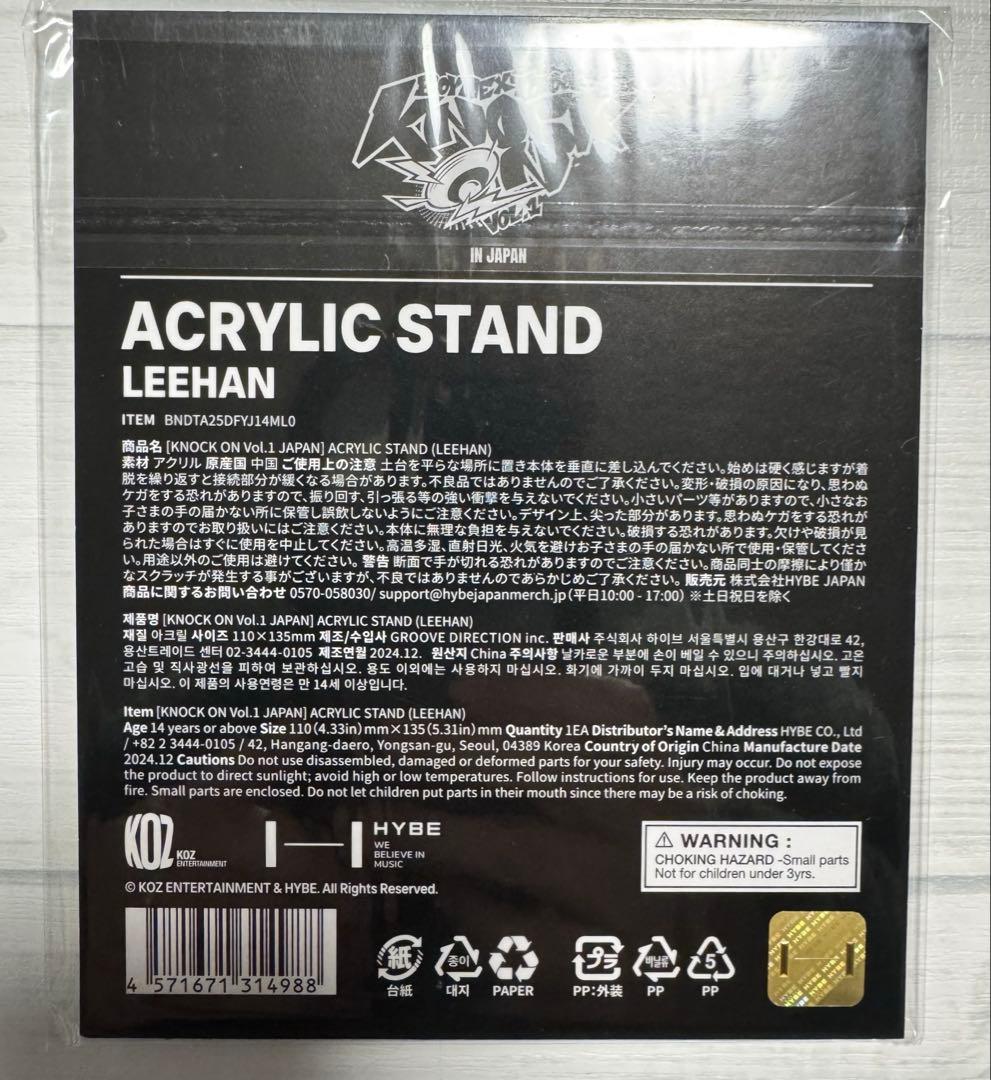 KNOCK
VOL.1
IN JAPAN
ACRYLIC STAND
LEEHAN
ITEM BNDTA25DFYJ14ML0
商品名 [KNOCK ON Vol.1 JAPAN] ACRYLIC STAND (LEEHAN)
素材 アクリル 原産国 中国 ご使用上の注意 土台を平らな場所に置き本体を垂直に差し込んでください。始めは硬く感じますが着
脱を繰り返すと接続部分が緩くなる場合があります。不良品ではありませんのでご了承ください。変形・破損の原因になり、思わぬ
ケガをする恐れがありますので、振り回す、引っ張る等の強い衝撃を与えないでください。小さいパーツ等がありますので、小さなお
子さまの手の届かない所に保管し誤飲しないようにご注意ください。デザイン上、尖った部分があります。思わぬケガをする恐れが
ありますのでお取り扱いにはご注意ください。本体に無理な負担を与えないでください。破損する恐れがあります。欠けや破損が見
られた場合はすぐに使用を中止してください。高温多湿、直射日光、火気を避けお子さまの手の届かない所で使用・保管してくださ
い。用途以外のご使用は避けてください。 警告 断面で手が切れる恐れがありますのでご注意ください。商品同士の摩擦により僅か
なスクラッチが発生する事がございますが、不良ではありませんのであらかじめご了承ください。 販売元 株式会社HYBE JAPAN
商品に関するお問い合わせ 0570-058030/ support@hybejapanmerch.jp (平日10:00 - 17:00) ※土日祝日を除く
제품명 [KNOCK ON Vol.1 JAPAN] ACRYLIC STAND (LEEHAN)
재질 아크릴 사이즈 110×135mm 제조/수입사 GROOVE DIRECTION inc. 판매사 주식회사 하이브 서울특별시 용산구 한강대로 42,
용산트레이드 센터 02-3444-0105 제조연월 2024.12. 원산지 China 주의사항 날카로운 부분에 손이 베일 수 있으니 주의하십시오. 고온
고습 및 직사광선을 피하여 보관하십시오. 용도 이외에는 사용하지 마십시오. 화기에 가까이 두지 마십시오. 입에 대거나 넣고 빨지
마십시오. 이 제품의 사용연령은 만 14세 이상입니다.
Item [KNOCK ON Vol.1 JAPAN] ACRYLIC STAND (LEEHAN)
Age 14 years or above Size 110 (4.33in) mm×135 (5.31in) mm Quantity 1EA Distributor's Name & Address HYBE CO., Ltd
/ +82 2 3444-0105 / 42, Hangang-daero, Yongsan-gu, Seoul, 04389 Korea Country of Origin China Manufacture Date
2024.12 Cautions Do not use disassembled, damaged or deformed parts for your safety. Injury may occur. Do not expose
the product to direct sunlight; avoid high or low temperatures. Follow instructions for use. Keep the product away from
fire. Small parts are enclosed. Do not let children put parts in their mouth since there may be a risk of choking.
KOZ KOZ
ENTERTAINMENT
HYBE
WE
BELIEVE IN
MUSIC
WARNING :
CHOKING HAZARD -Small parts
Not for children under 3yrs.
© KOZ ENTERTAINMENT & HYBE. All Rights Reserved.
4 571671 314988
紙 종이 プラ 비닐류 5
台紙 대지 PAPER PP:外装 PP PP
HYBE HYBE HYBE